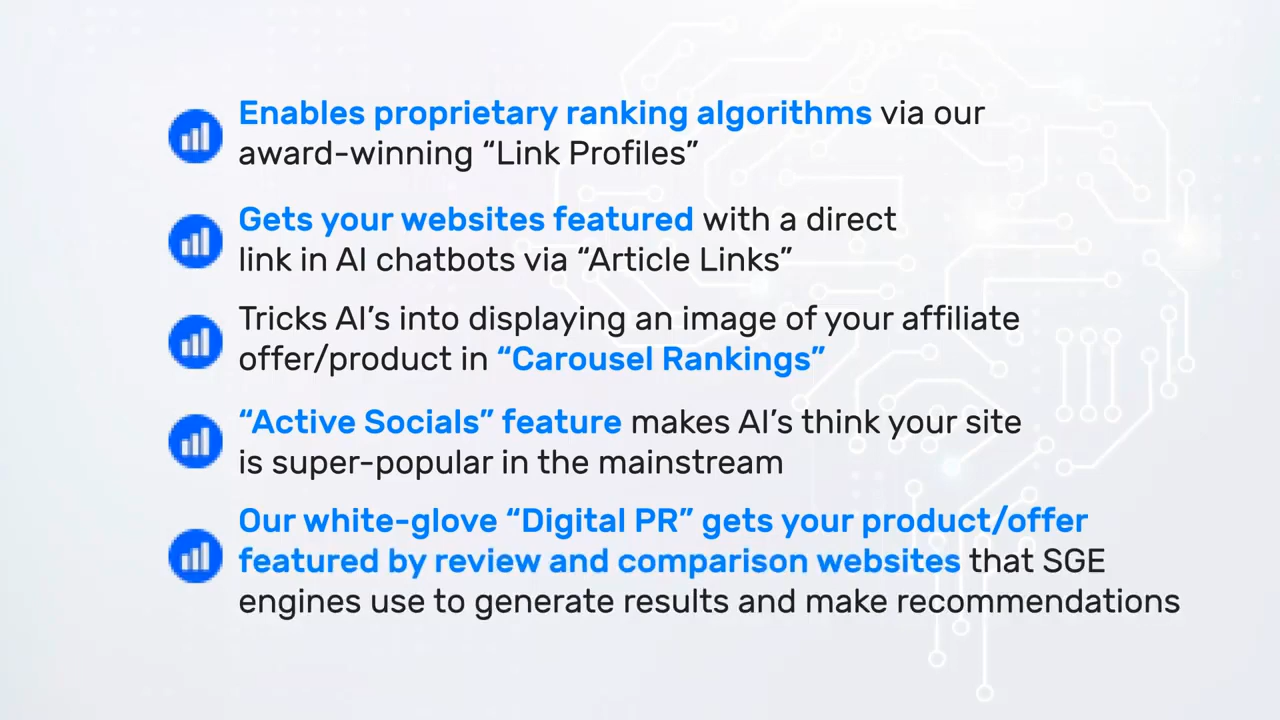 Enables proprietary ranking algorithms via our
award-winning “Link Profiles”
Gets your websites featured with a direct
link in AI chatbots via “Article Links”
Tricks AI’s into displaying an image of your affiliate
offer/product in “Carousel Rankings”
“Active Socials” feature makes AI’s think your site
is super-popular in the mainstream
Our white-glove “Digital PR” gets your product/offer
featured by review and comparison websites that SGE
engines use to generate results and make recommendations